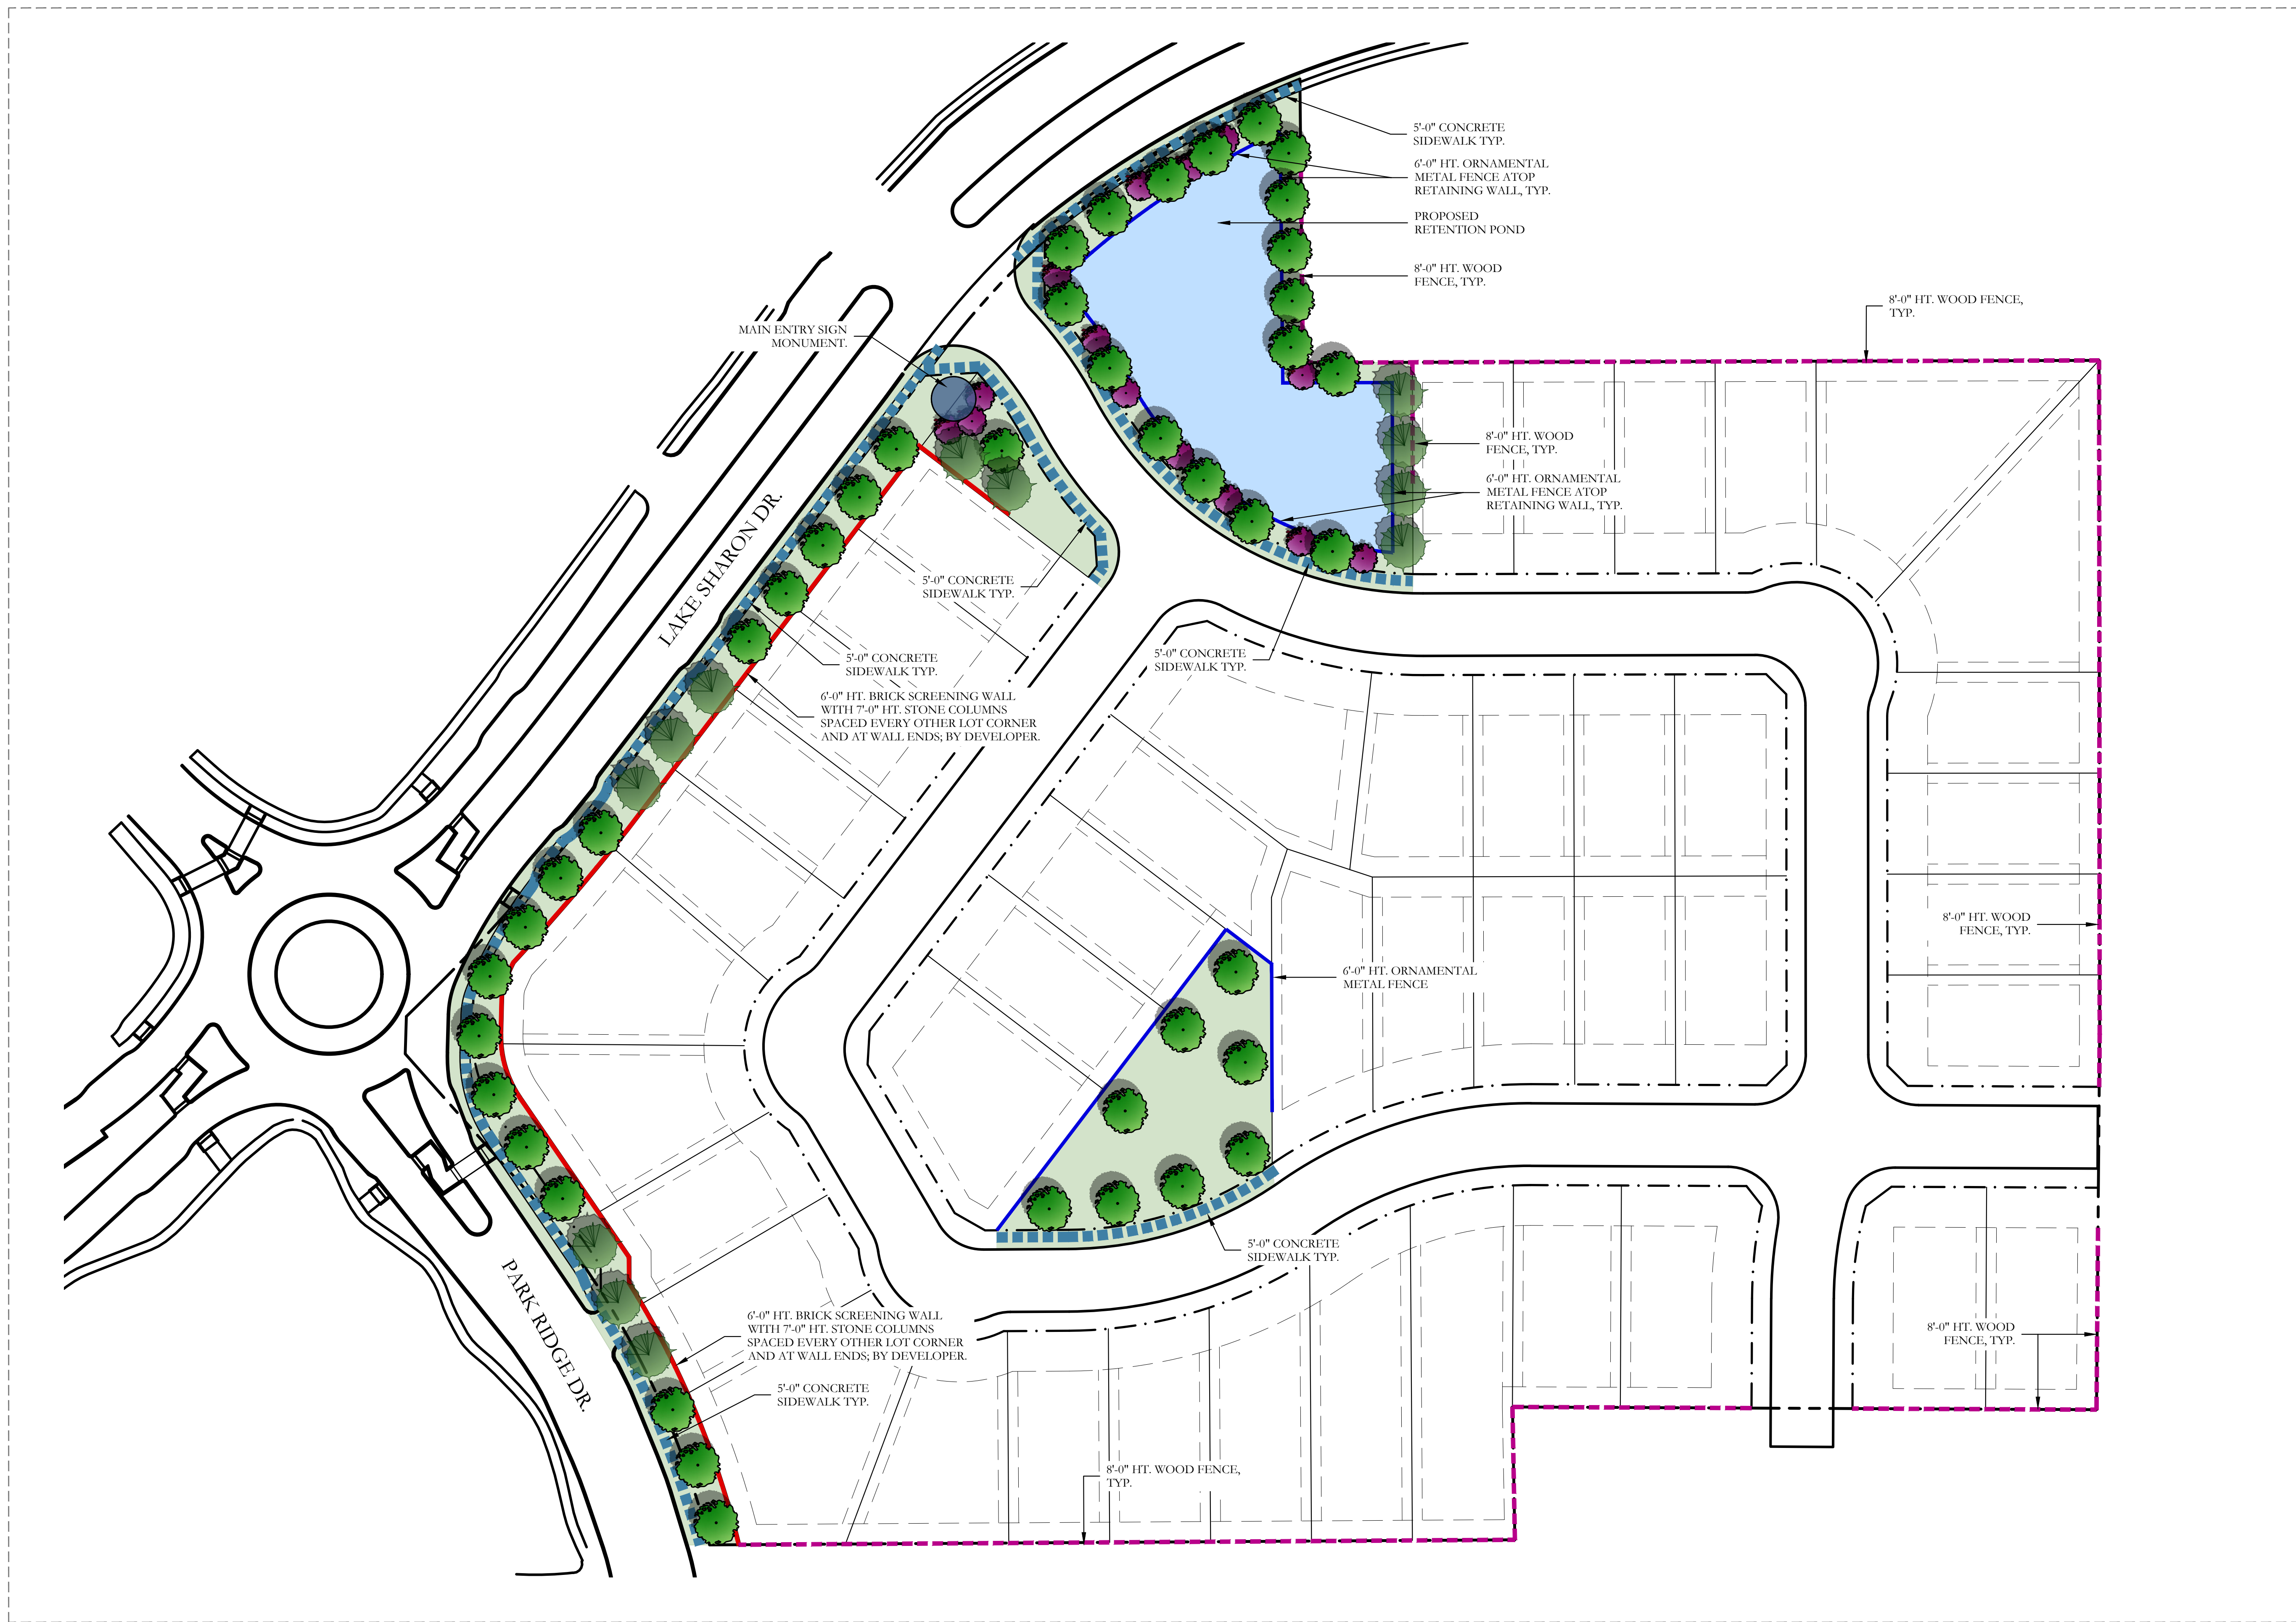 5'-0" CONCRETE
SIDEWALK TYP.
6'-0" HT. ORNAMENTAL
METAL FENCE ATOP
RETAINING WALL, TYP.
PROPOSED
RETENTION POND
8'-0" HT. WOOD
FENCE, TYP.
8'-0" HT. WOOD FENCE,
TYP.
MAIN ENTRY SIGN
MONUMENT.
8'-0" HT. WOOD
FENCE, TYP.
6'-0" HT. ORNAMENTAL
METAL FENCE ATOP
RETAINING WALL, TYP.
LAKE SHARON DR.
5'-0" CONCRETE
SIDEWALK TYP.
5'-0" CONCRETE
SIDEWALK TYP.
5'-0" CONCRETE
SIDEWALK TYP.
6'-0" HT. BRICK SCREENING WALL
WITH 7'-0" HT. STONE COLUMNS
SPACED EVERY OTHER LOT CORNER
AND AT WALL ENDS; BY DEVELOPER.
8'-0" HT. WOOD
FENCE, TYP.
6'-0" HT. ORNAMENTAL
METAL FENCE
5'-0" CONCRETE
SIDEWALK TYP.
PARK RIDGE DR.
6'-0" HT. BRICK SCREENING WALL
WITH 7'-0" HT. STONE COLUMNS
SPACED EVERY OTHER LOT CORNER
AND AT WALL ENDS; BY DEVELOPER.
8'-0" HT. WOOD
FENCE, TYP.
5'-0" CONCRETE
SIDEWALK TYP.
8'-0" HT. WOOD FENCE,
TYP.